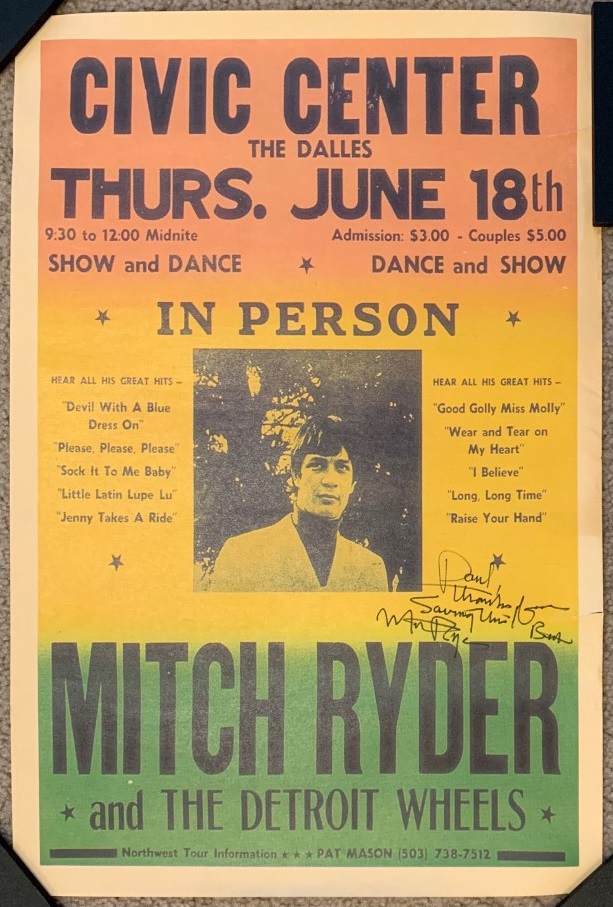 CIVIC CENTER
THE DALLES
THURS. JUNE 18th
9:30 to 12:00 Midnite
Admission: $3.00 - Couples $5.00
SHOW and DANCE ★ DANCE and SHOW
★ IN PERSON ★
HEAR ALL HIS GREAT HITS –
"Devil With A Blue
Dress On"
"Please, Please, Please"
"Sock It To Me Baby"
"Little Latin Lupe Lu"
"Jenny Takes A Ride"
★
HEAR ALL HIS GREAT HITS –
"Good Golly Miss Molly"
"Wear and Tear on
My Heart"
"I Believe"
"Long, Long Time"
"Raise Your Hand"
★
Paul
Thanks for
Saving this
MITCH RYDER
★ and THE DETROIT WHEELS ★
Northwest Tour Information ★ ★ ★ PAT MASON (503) 738-7512